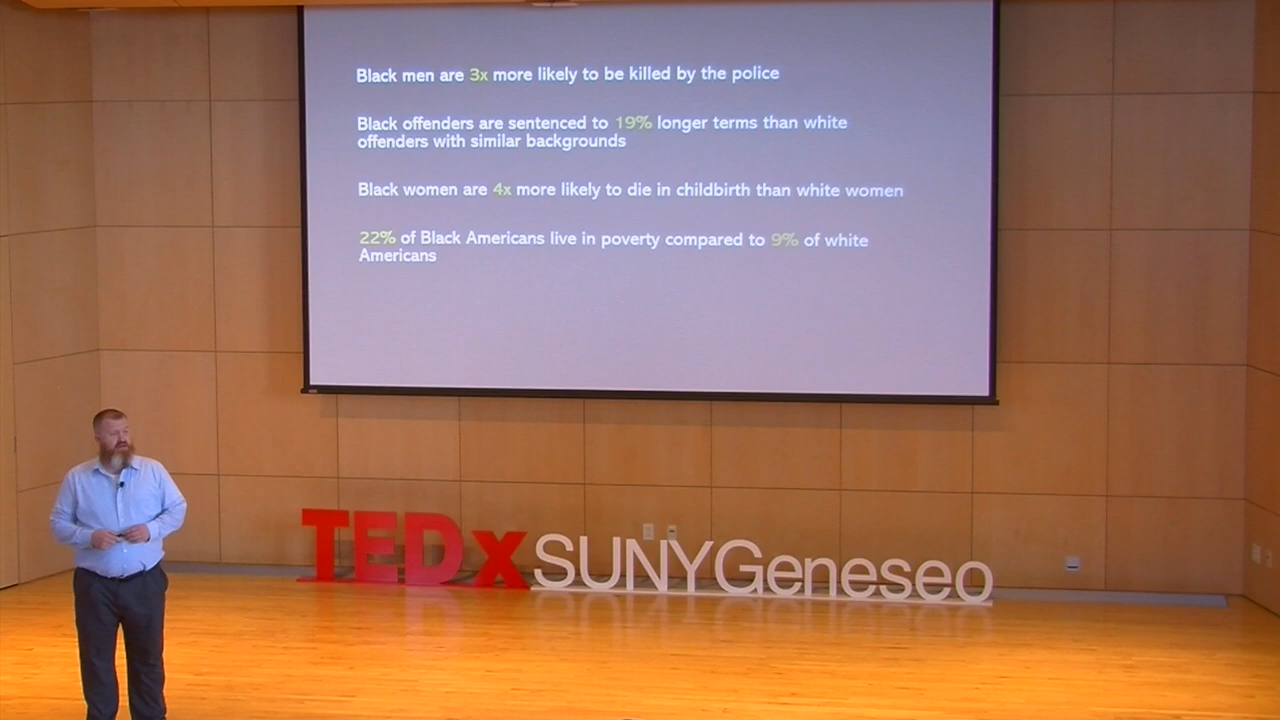 Black men are 3x more likely to be killed by the police
Black offenders are sentenced to 19% longer terms than white
offenders with similar backgrounds
Black women are 4x more likely to die in childbirth than white women
22% of Black Americans live in poverty compared to 9% of white
Americans
TEDxSUNYGeneseo